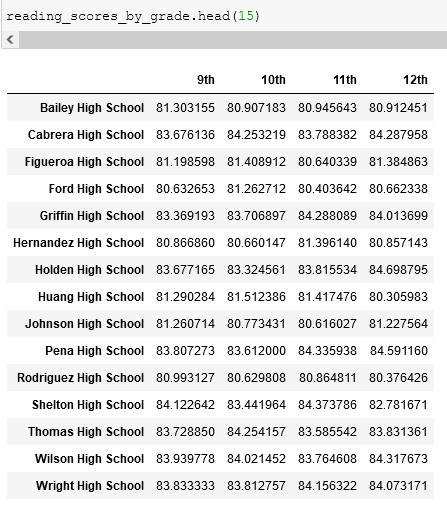 reading_scores_by_grade.head(15)
9th 10th 11th 12th
Bailey High School 81.303155 80.907183 80.945643 80.912451
Cabrera High School 83.676136 84.253219 83.788382 84.287958
Figueroa High School 81.198598 81.408912 80.640339 81.384863
Ford High School 80.632653 81.262712 80.403642 80.662338
Griffin High School 83.369193 83.706897 84.288089 84.013699
Hernandez High School 80.866860 80.660147 81.396140 80.857143
Holden High School 83.677165 83.324561 83.815534 84.698795
Huang High School 81.290284 81.512386 81.417476 80.305983
Johnson High School 81.260714 80.773431 80.616027 81.227564
Pena High School 83.807273 83.612000 84.335938 84.591160
Rodriguez High School 80.993127 80.629808 80.864811 80.376426
Shelton High School 84.122642 83.441964 84.373786 82.781671
Thomas High School 83.728850 84.254157 83.585542 83.831361
Wilson High School 83.939778 84.021452 83.764608 84.317673
Wright High School 83.833333 83.812757 84.156322 84.073171